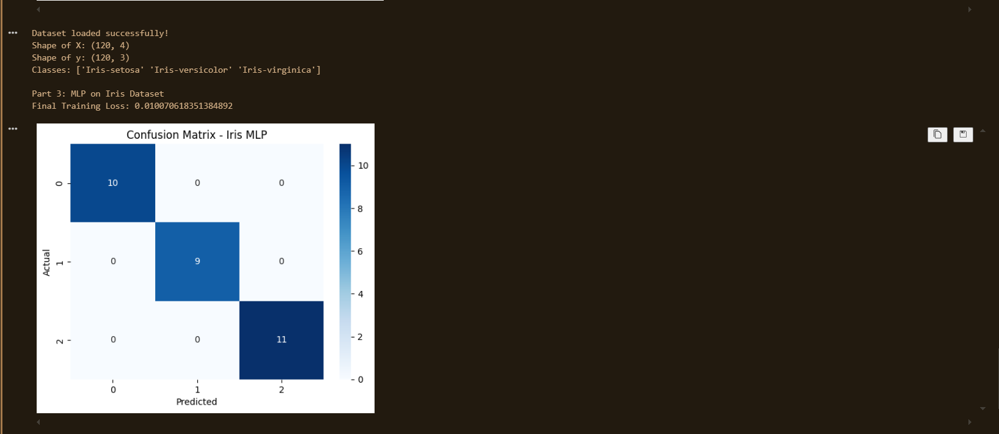 Dataset loaded successfully!
Shape of X: (120, 4)
Shape of y: (120, 3)
Classes: ['Iris-setosa' 'Iris-versicolor' 'Iris-virginica']
Part 3: MLP on Iris Dataset
Final Training Loss: 0.010070618351384892
Confusion Matrix - Iris MLP
10
0
0
0
9
0
0
0
11
0
1
2
Actual
0
1
2
Predicted
10
8
6
4
2
0